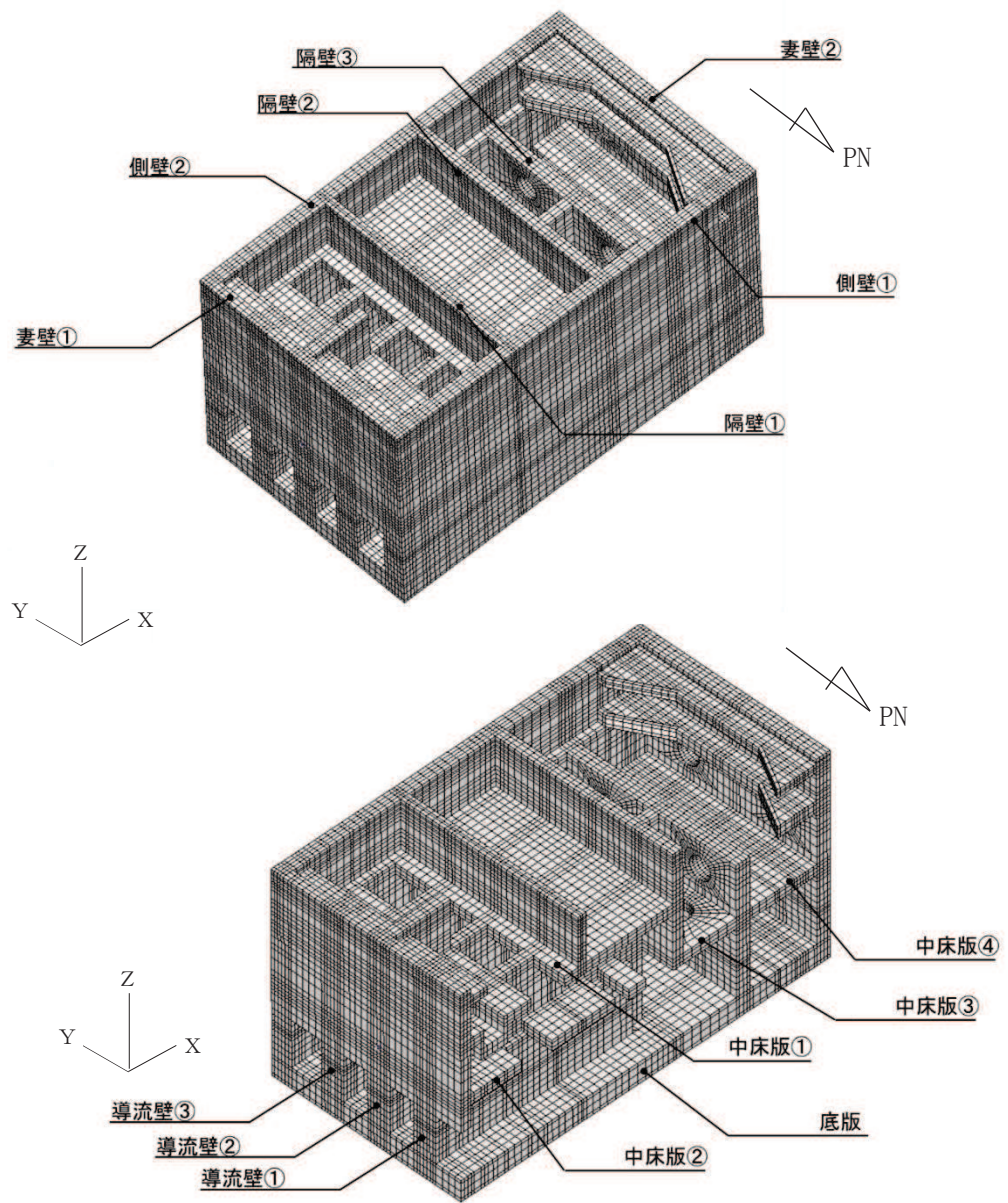 妻壁②
隔壁③
隔壁②
PN
側壁②
側壁①
妻壁①
隔壁①
Z
Y
X
PN
中床版④
中床版③
Z
Y
X
中床版①
導流壁③
底版
導流壁②
中床版②
導流壁①